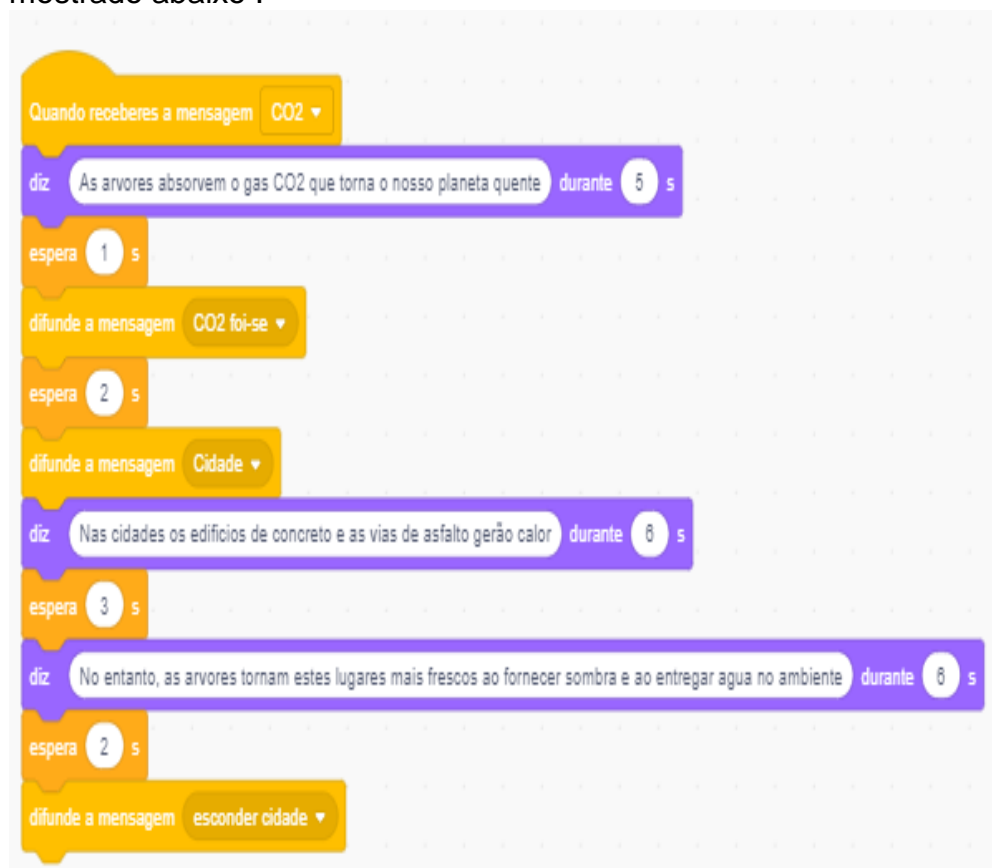 mostrado abaixo .
Quando receberes a mensagem CO2
diz As arvores absorvem o gas CO2 que torna o nosso planeta quente durante 5 s
espera 1 s
difunde a mensagem CO2 foi-se
espera 2 s
difunde a mensagem Cidade
diz Nas cidades os edificios de concreto e as vias de asfalto gerão calor durante 6 s
espera 3 s
diz No entanto, as arvores tornam estes lugares mais frescos ao fornecer sombra e ao entregar agua no ambiente durante 6 s
espera 2 s
difunde a mensagem esconder cidade